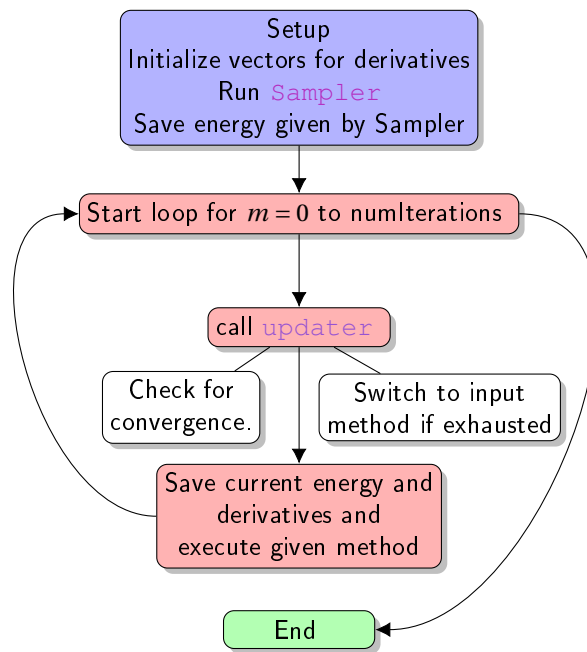 Setup
Initialize vectors for derivatives
Run Sampler
Save energy given by Sampler
Start loop for m = 0 to numIterations
call updater
Check for
convergence.
Switch to input
method if exhausted
Save current energy and
derivatives and
execute given method
End